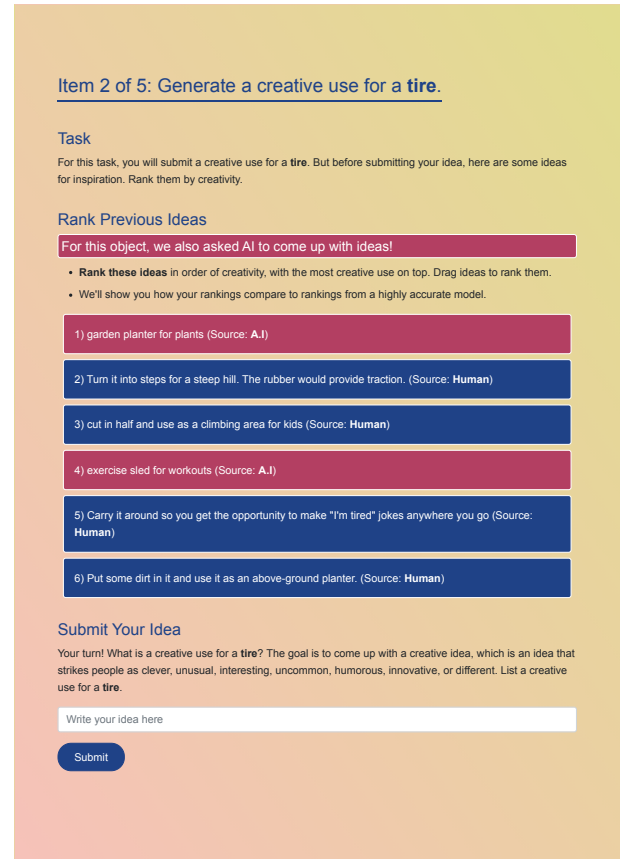 Item 2 of 5: Generate a creative use for a tire.
Task
For this task, you will submit a creative use for a tire. But before submitting your idea, here are some ideas
for inspiration. Rank them by creativity.
Rank Previous Ideas
For this object, we also asked AI to come up with ideas!
• Rank these ideas in order of creativity, with the most creative use on top. Drag ideas to rank them.
• We'll show you how your rankings compare to rankings from a highly accurate model.
1) garden planter for plants (Source: A.I)
2) Turn it into steps for a steep hill. The rubber would provide traction. (Source: Human)
3) cut in half and use as a climbing area for kids (Source: Human)
4) exercise sled for workouts (Source: A.I)
5) Carry it around so you get the opportunity to make "I'm tired" jokes anywhere you go (Source:
Human)
6) Put some dirt in it and use it as an above-ground planter. (Source: Human)
Submit Your Idea
Your turn! What is a creative use for a tire? The goal is to come up with a creative idea, which is an idea that
strikes people as clever, unusual, interesting, uncommon, humorous, innovative, or different. List a creative
use for a tire.
Write your idea here
Submit